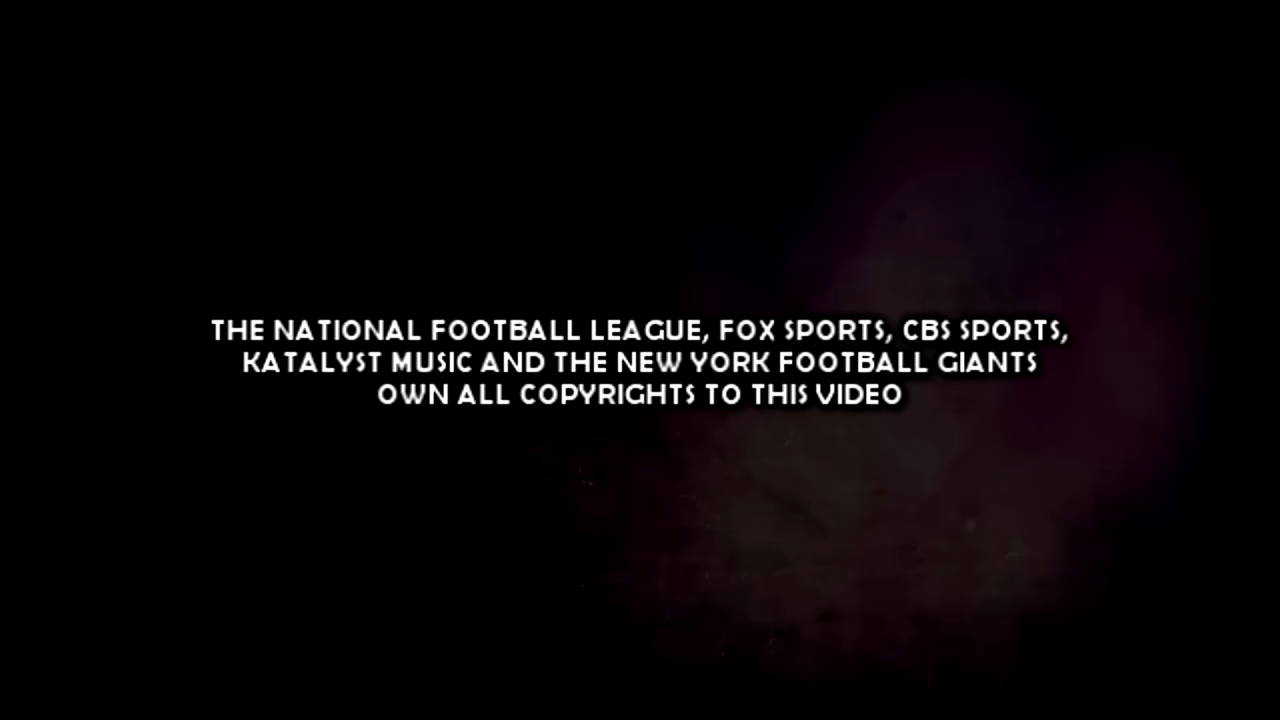 THE NATIONAL FOOTBALL LEAGUE, FOX SPORTS, CBS SPORTS,
KATALYST MUSIC AND THE NEW YORK FOOTBALL GIANTS
OWN ALL COPYRIGHTS TO THIS VIDEO